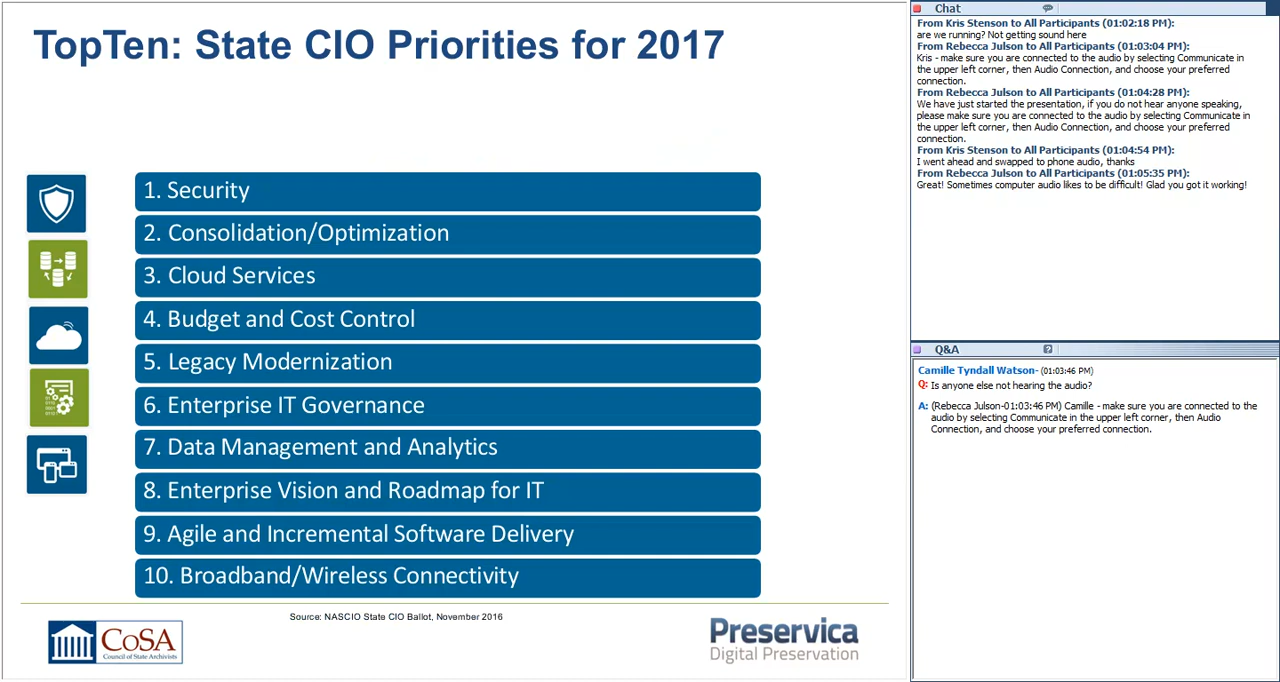 TopTen: State CIO Priorities for 2017
1. Security
2. Consolidation/Optimization
3. Cloud Services
4. Budget and Cost Control
5. Legacy Modernization
6. Enterprise IT Governance
7. Data Management and Analytics
8. Enterprise Vision and Roadmap for IT
9. Agile and Incremental Software Delivery
10. Broadband/Wireless Connectivity
Source: NASCIO State CIO Ballot, November 2016
CoSA
Council of State Archivists
Preservica
Digital Preservation
Chat
From Kris Stenson to All Participants (01:02:18 PM):
are we running? Not getting sound here
From Rebecca Julson to All Participants (01:03:04 PM):
Kris - make sure you are connected to the audio by selecting Communicate in
the upper left corner, then Audio Connection, and choose your preferred
connection.
From Rebecca Julson to All Participants (01:04:28 PM):
We have just started the presentation, if you do not hear anyone speaking,
please make sure you are connected to the audio by selecting Communicate in
the upper left corner, then Audio Connection, and choose your preferred
connection.
From Kris Stenson to All Participants (01:04:54 PM):
I went ahead and swapped to phone audio, thanks
From Rebecca Julson to All Participants (01:05:35 PM):
Great! Sometimes computer audio likes to be difficult! Glad you got it working!
Q&A
Camille Tyndall Watson- (01:03:46 PM)
Q: Is anyone else not hearing the audio?
A: (Rebecca Julson-01:03:46 PM) Camille - make sure you are connected to the
audio by selecting Communicate in the upper left corner, then Audio
Connection, and choose your preferred connection.